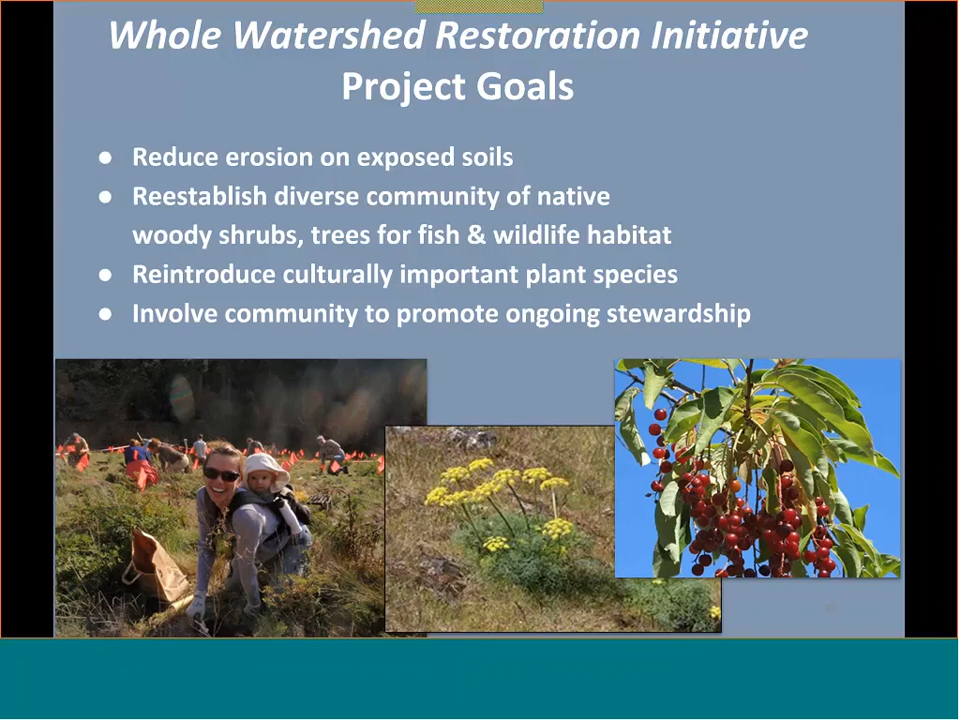 Whole Watershed Restoration Initiative
Project Goals
● Reduce erosion on exposed soils
● Reestablish diverse community of native
woody shrubs, trees for fish & wildlife habitat
● Reintroduce culturally important plant species
● Involve community to promote ongoing stewardship